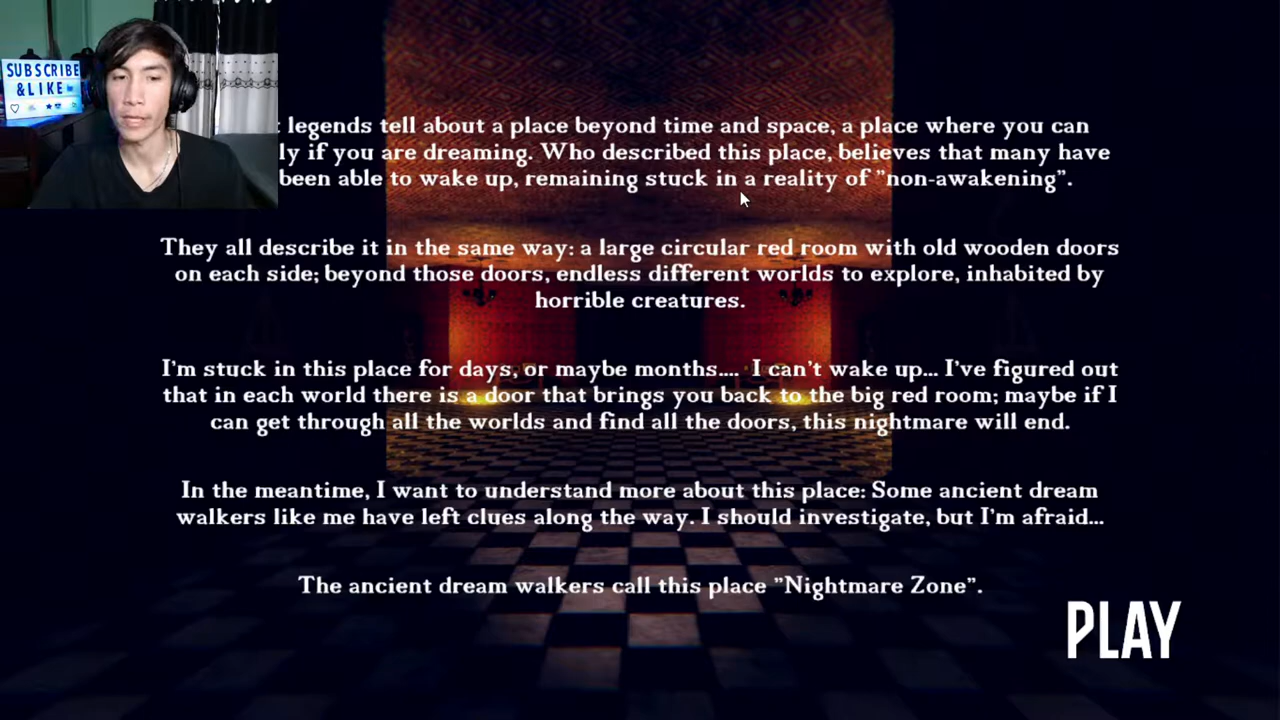 SUBSCRIBE
&LIKE
legends tell about a place beyond time and space, a place where you can
ly if you are dreaming. Who described this place, believes that many have
been able to wake up, remaining stuck in a reality of "non-awakening".
They all describe it in the same way: a large circular red room with old wooden doors
on each side; beyond those doors, endless different worlds to explore, inhabited by
horrible creatures.
I'm stuck in this place for days, or maybe months.... I can't wake up... I've figured out
that in each world there is a door that brings you back to the big red room; maybe if I
can get through all the worlds and find all the doors, this nightmare will end.
In the meantime, I want to understand more about this place: Some ancient dream
walkers like me have left clues along the way. I should investigate, but I'm afraid...
The ancient dream walkers call this place "Nightmare Zone".
PLAY